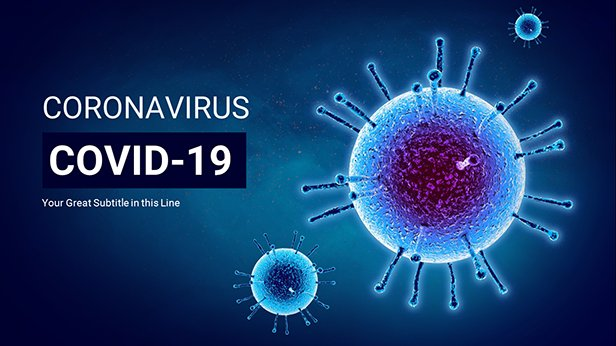 CORONAVIRUS
COVID-19
Your Great Subtitle in this Line